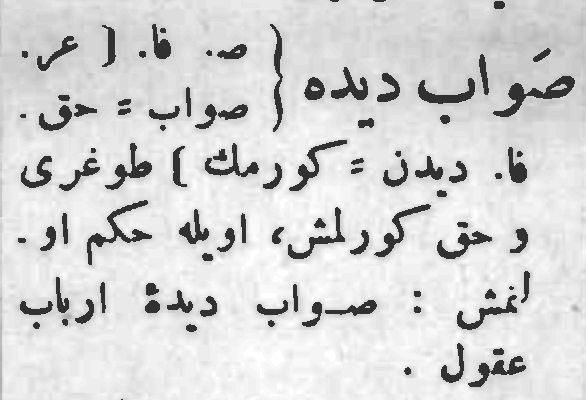 صَواب دیده { ص. فا. [ عر.
صواب = حق.
فا. دیدن = کورمك ] طوغری
و حق کورلمش، اویله حکم او.
لنمش : صـواب دیدهٔ ارباب
عقول .